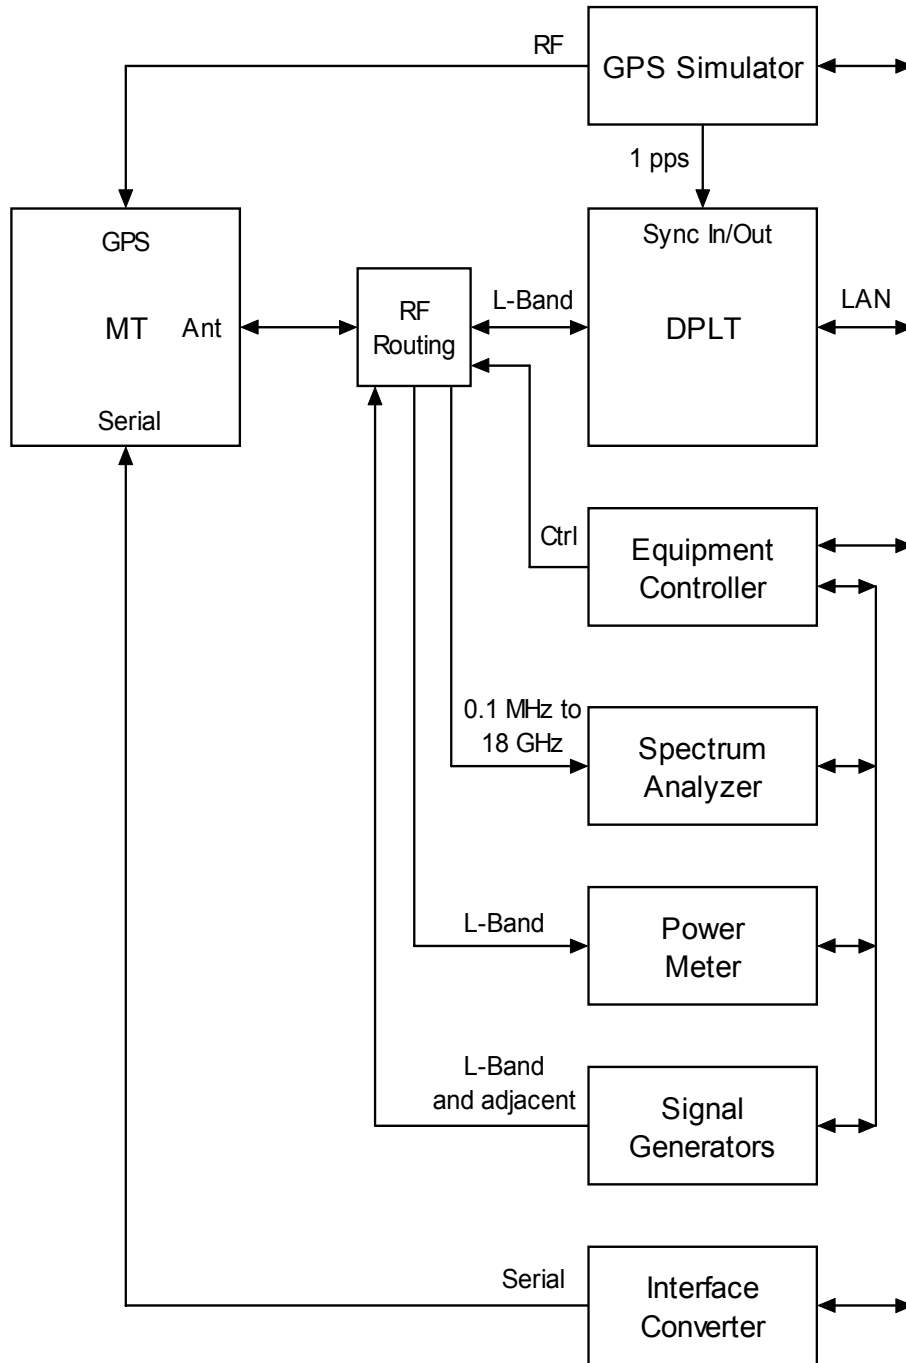 RF
GPS Simulator
1 pps
GPS
MT
Ant
Serial
RF
Routing
L-Band
Sync In/Out
DPLT
LAN
Ctrl
Equipment
Controller
0.1 MHz to
18 GHz
Spectrum
Analyzer
L-Band
Power
Meter
L-Band
and adjacent
Signal
Generators
Serial
Interface
Converter